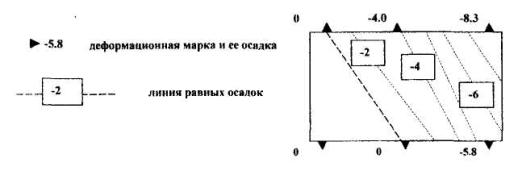 0 -4.0 -8.3
-5.8 деформационная марка и ее осадка
-2
-4
-2 линия равных осадок
-6
0 0 -5.8